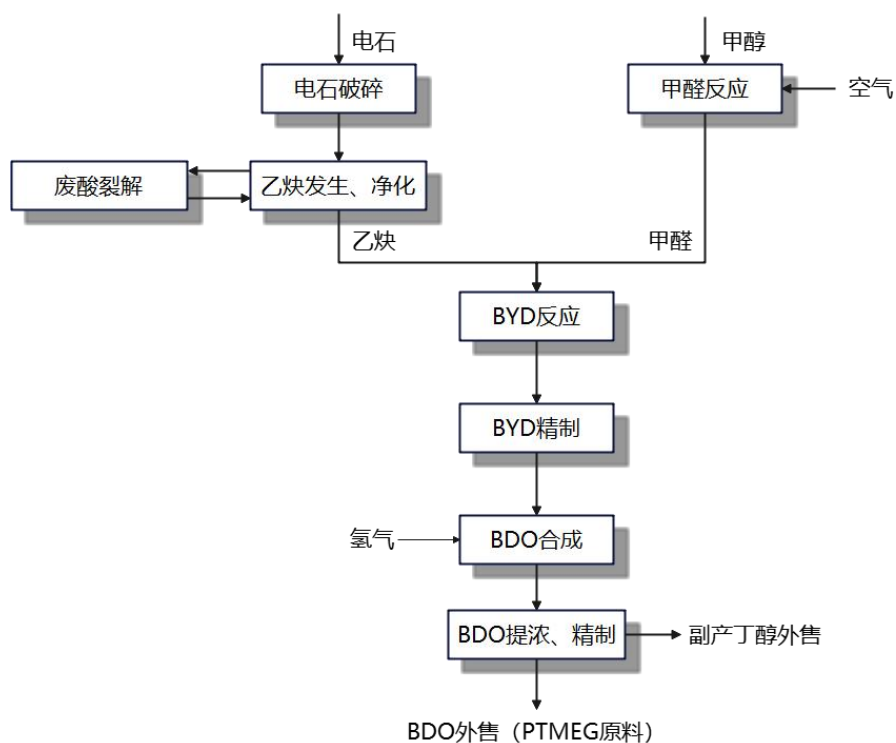 电石
甲醇
电石破碎
甲醛反应
空气
废酸裂解
乙炔发生、净化
乙炔
甲醛
BYD反应
BYD精制
氢气
BDO合成
BDO提浓、精制
副产丁醇外售
BDO外售（PTMEG原料）